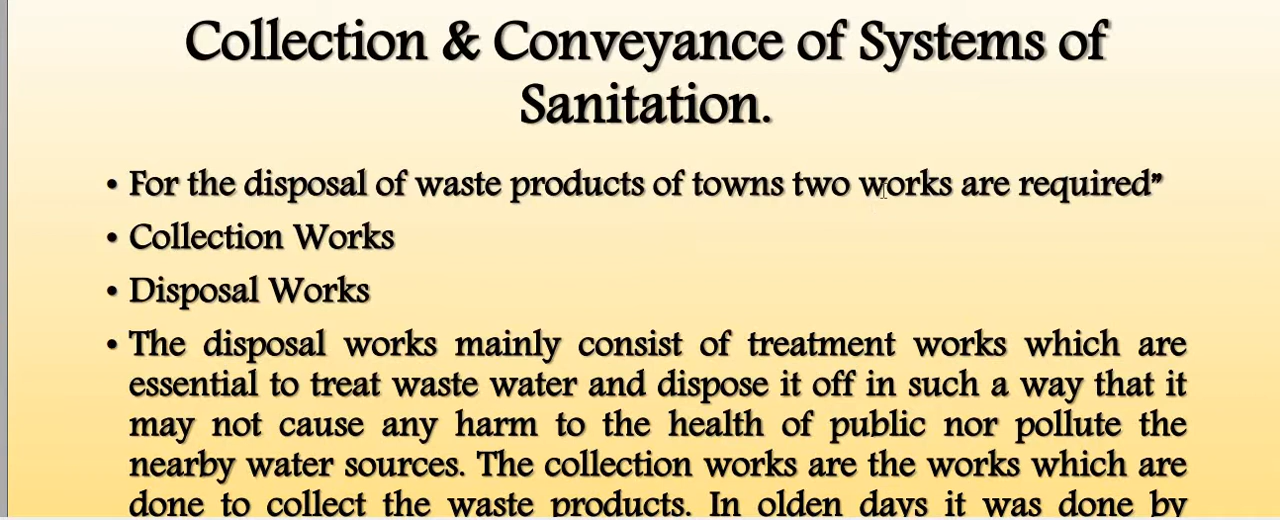 Collection & Conveyance of Systems of
Sanitation.
• For the disposal of waste products of towns two works are required”
• Collection Works
• Disposal Works
• The disposal works mainly consist of treatment works which are
essential to treat waste water and dispose it off in such a way that it
may not cause any harm to the health of public nor pollute the
nearby water sources. The collection works are the works which are
done to collect the waste products. In olden days it was done by